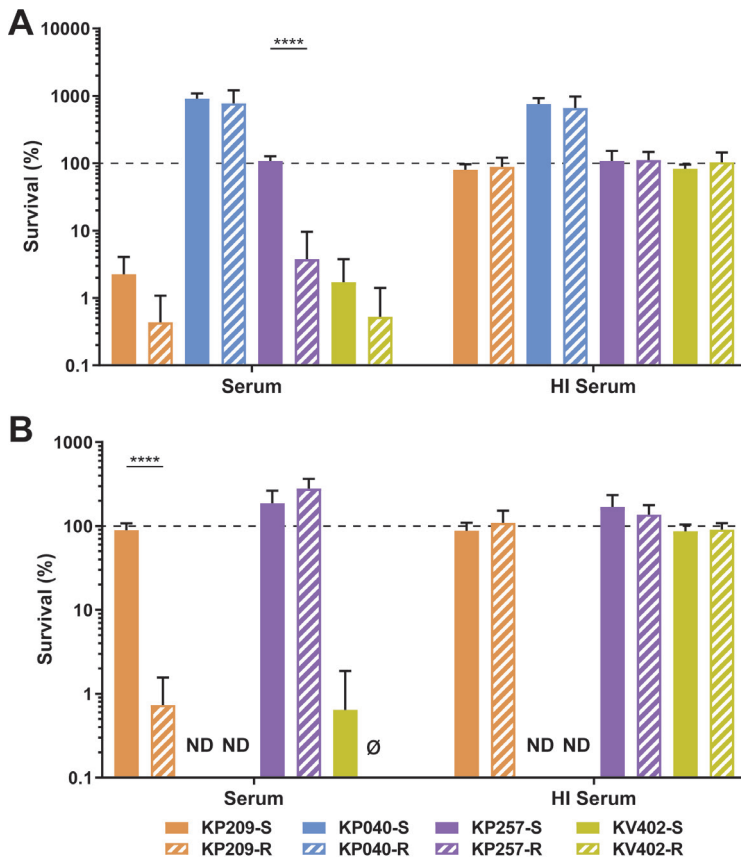 A
10000
1000
100
10
1
0.1
Survival (%)
****
Serum
HI Serum
B
1000
100
10
1
0.1
Survival (%)
****
ND ND
Ø
ND ND
Serum
HI Serum
KP209-S KP040-S KP257-S KV402-S
KP209-R KP040-R KP257-R KV402-R